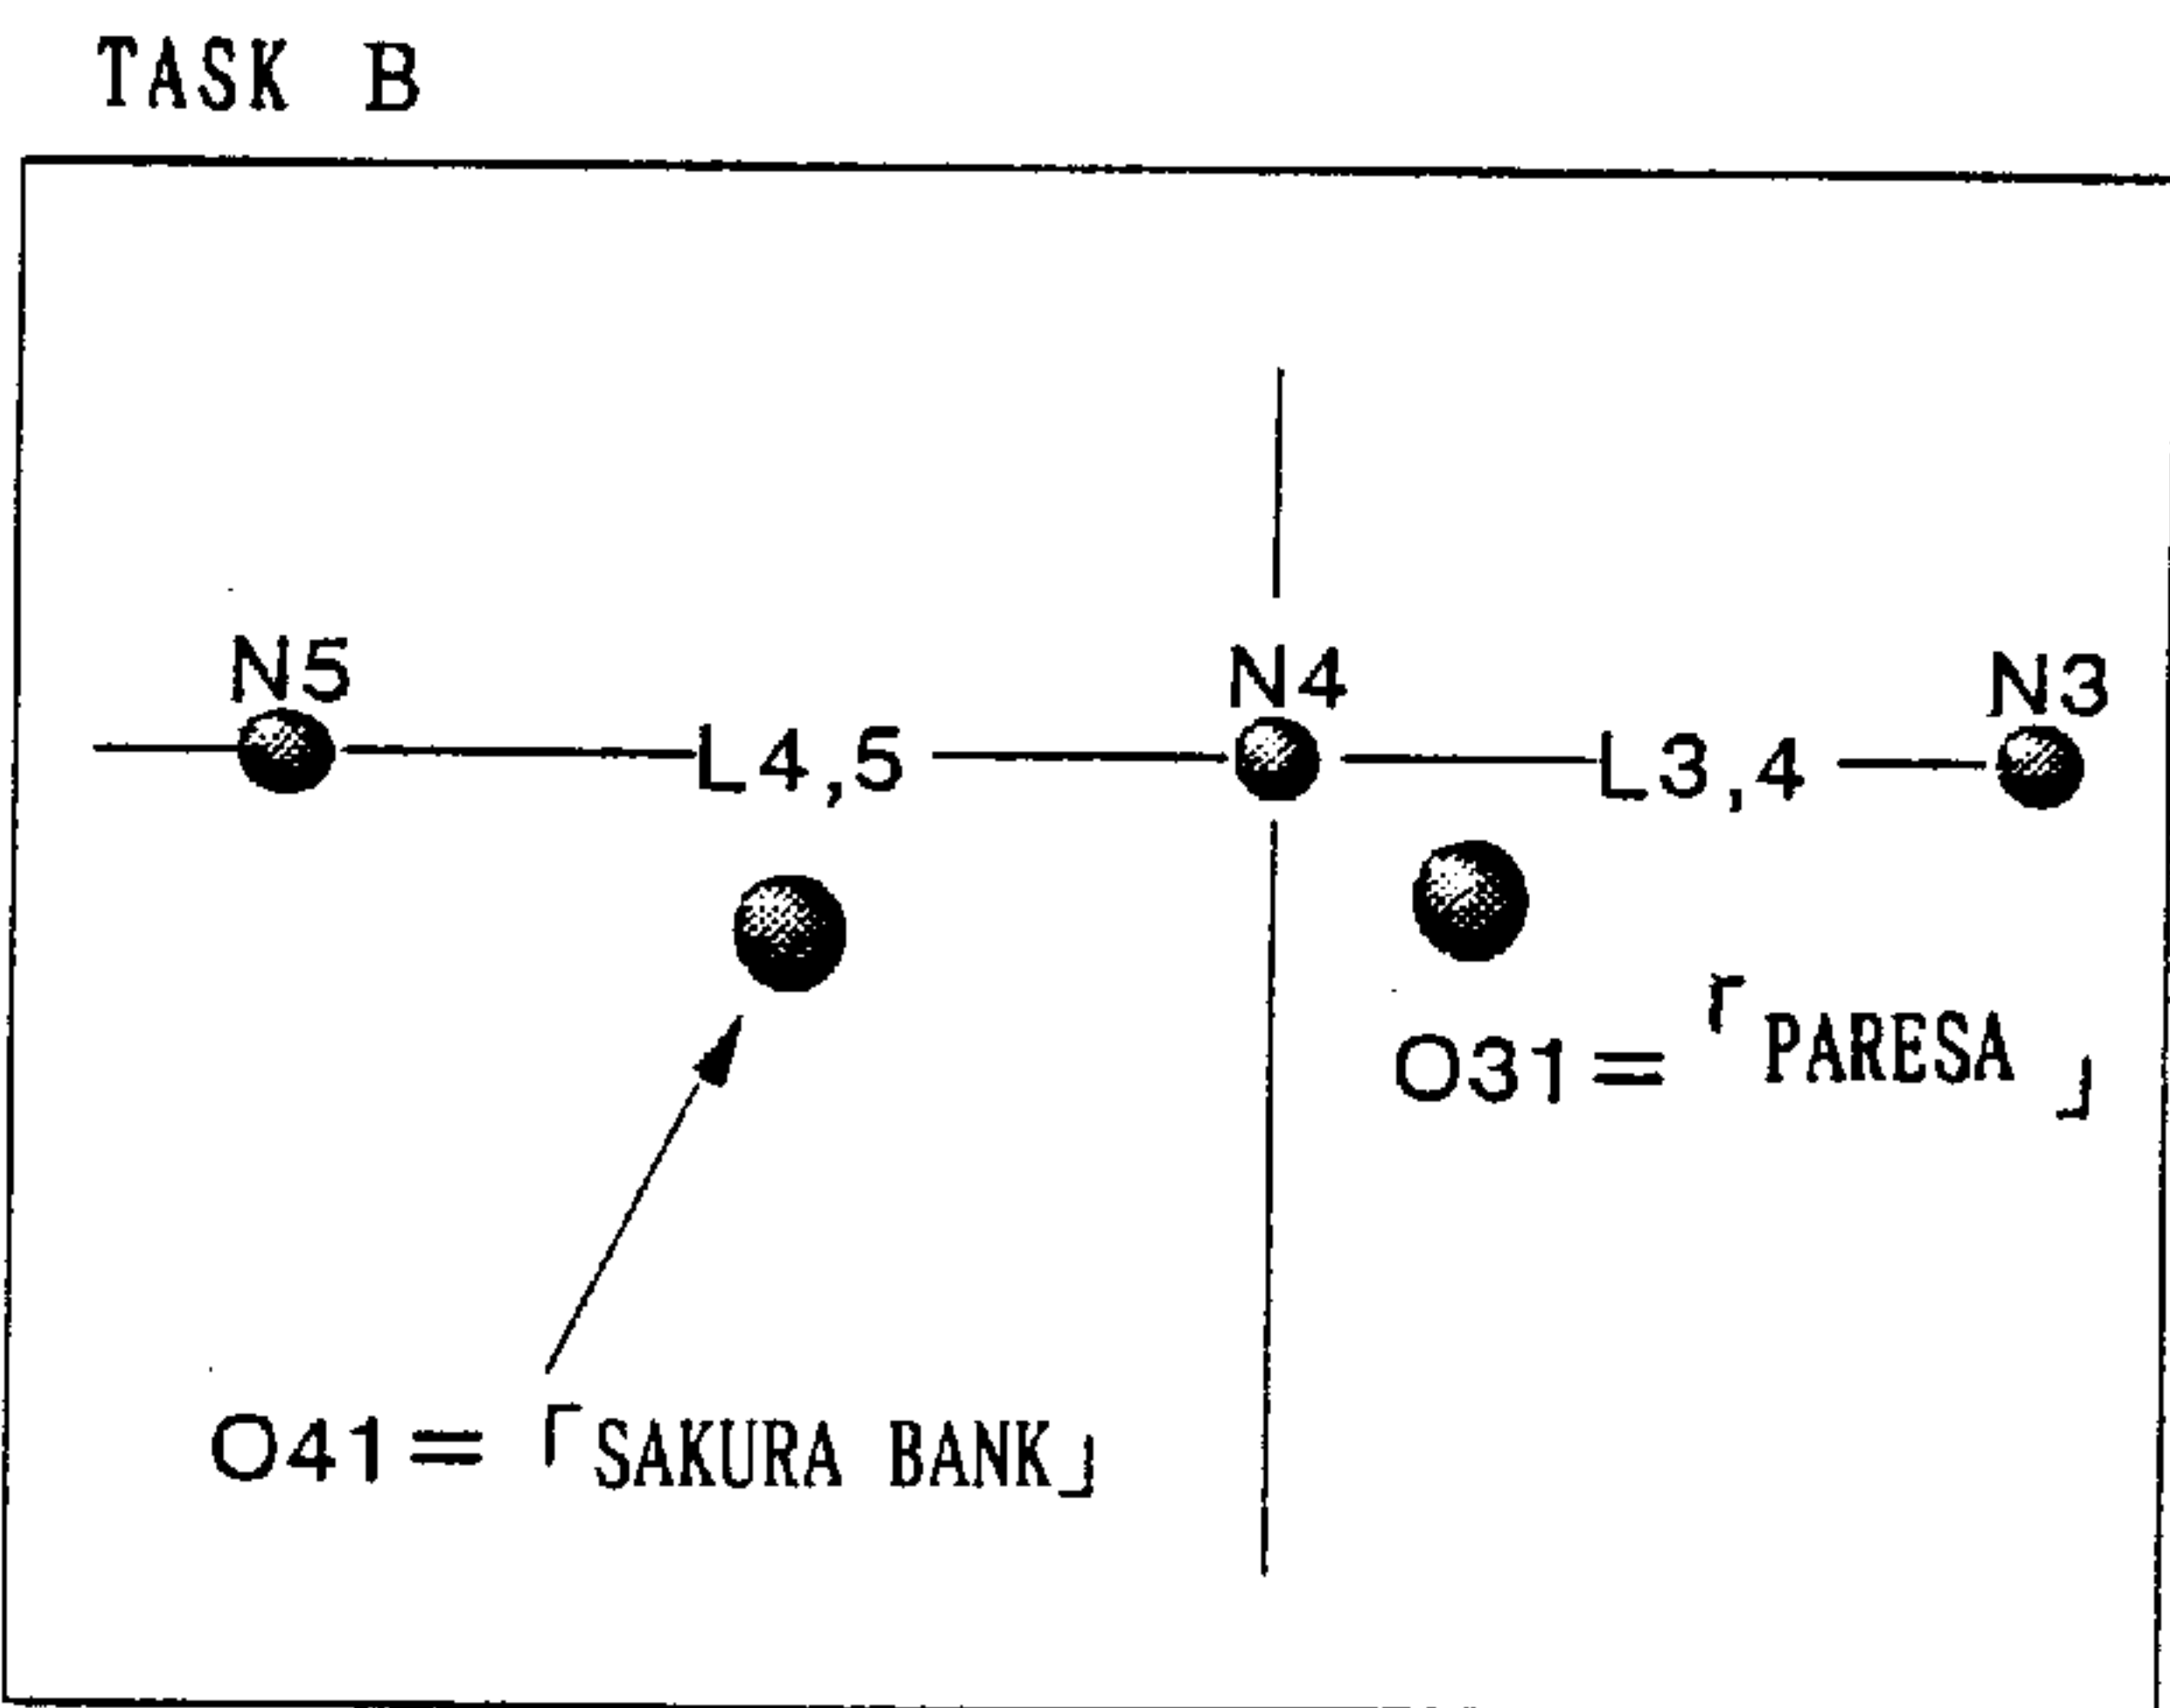 TASK B
N5 N4 N3
L4,5 L3,4
O31=「PARESA」
O41=「SAKURA BANK」